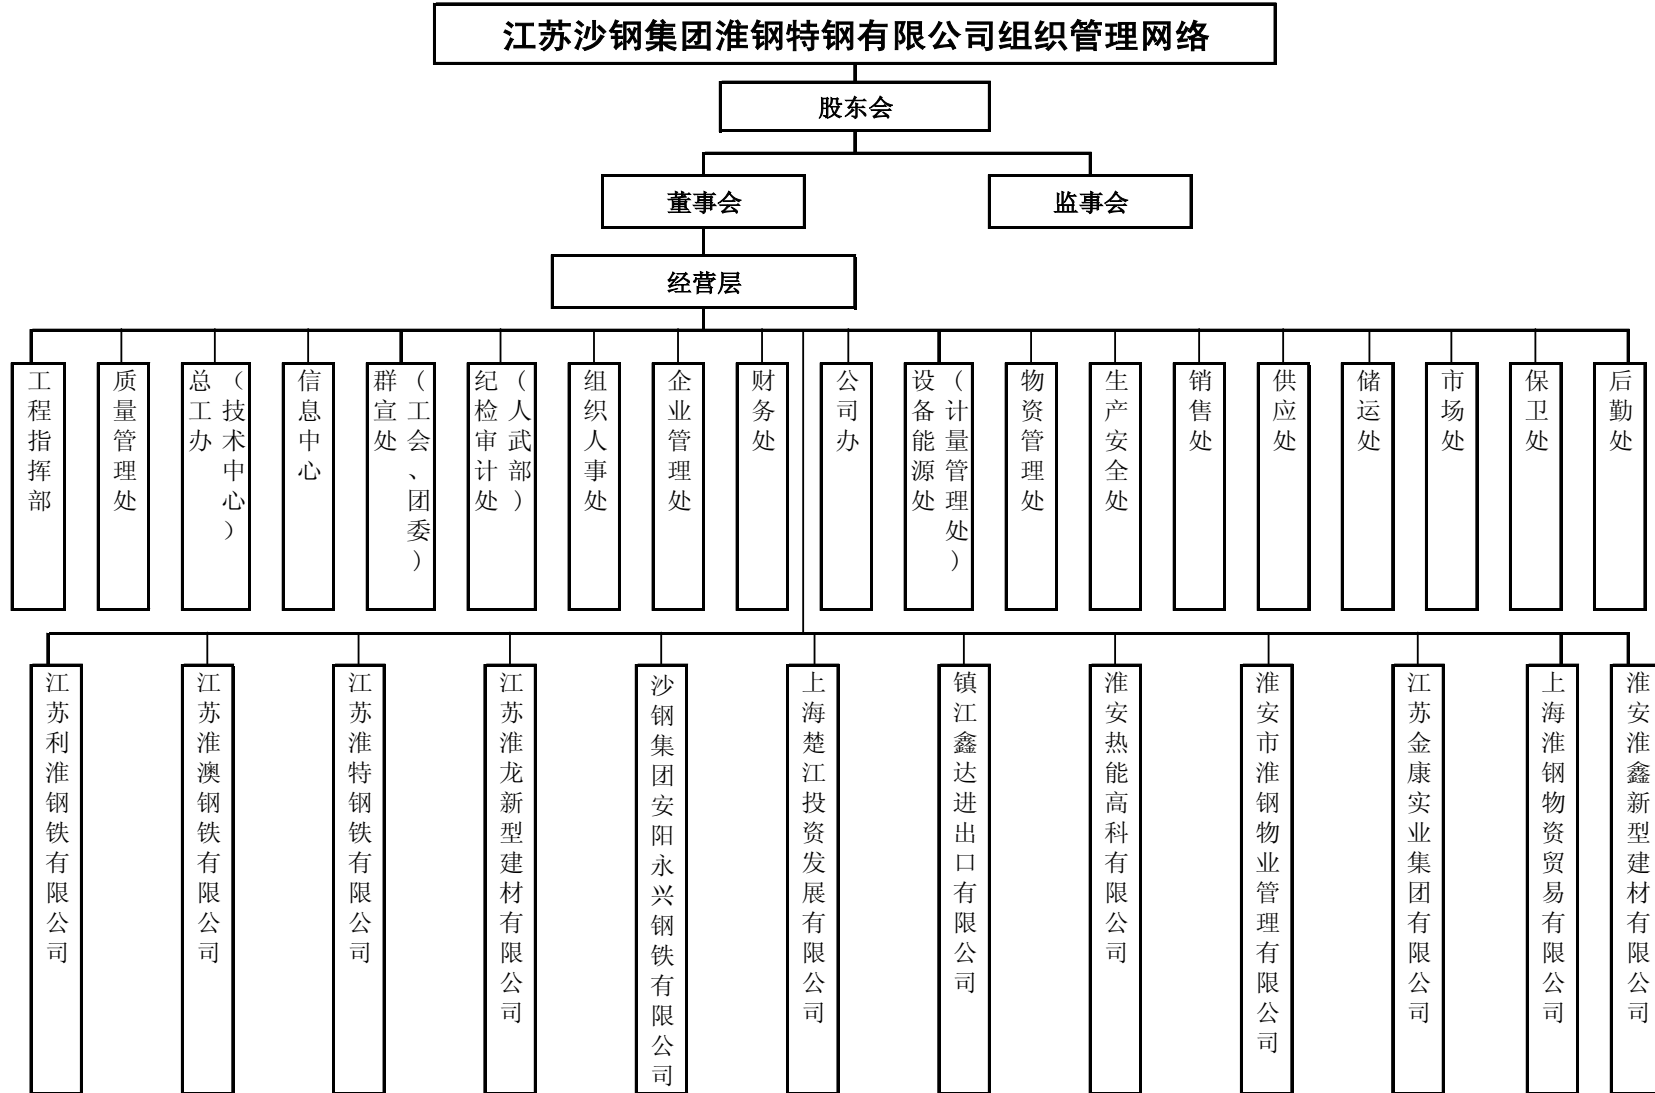 江苏沙钢集团淮钢特钢有限公司组织管理网络
股东会
董事会
监事会
经营层
工程指挥部
质量管理处
总工办
（技术中心）
信息中心
群宣处
（工会、团委）
纪检审计处
（人武部）
组织人事处
企业管理处
财务处
公司办
设备能源处
（计量管理处）
物资管理处
生产安全处
销售处
供应处
储运处
市场处
保卫处
后勤处
江苏利淮钢铁有限公司
江苏淮澳钢铁有限公司
江苏淮特钢铁有限公司
江苏淮龙新型建材有限公司
沙钢集团安阳永兴钢铁有限公司
上海楚江投资发展有限公司
镇江鑫达进出口有限公司
淮安热能高科有限公司
淮安市淮钢物业管理有限公司
江苏金康实业集团有限公司
上海淮钢物资贸易有限公司
淮安淮鑫新型建材有限公司